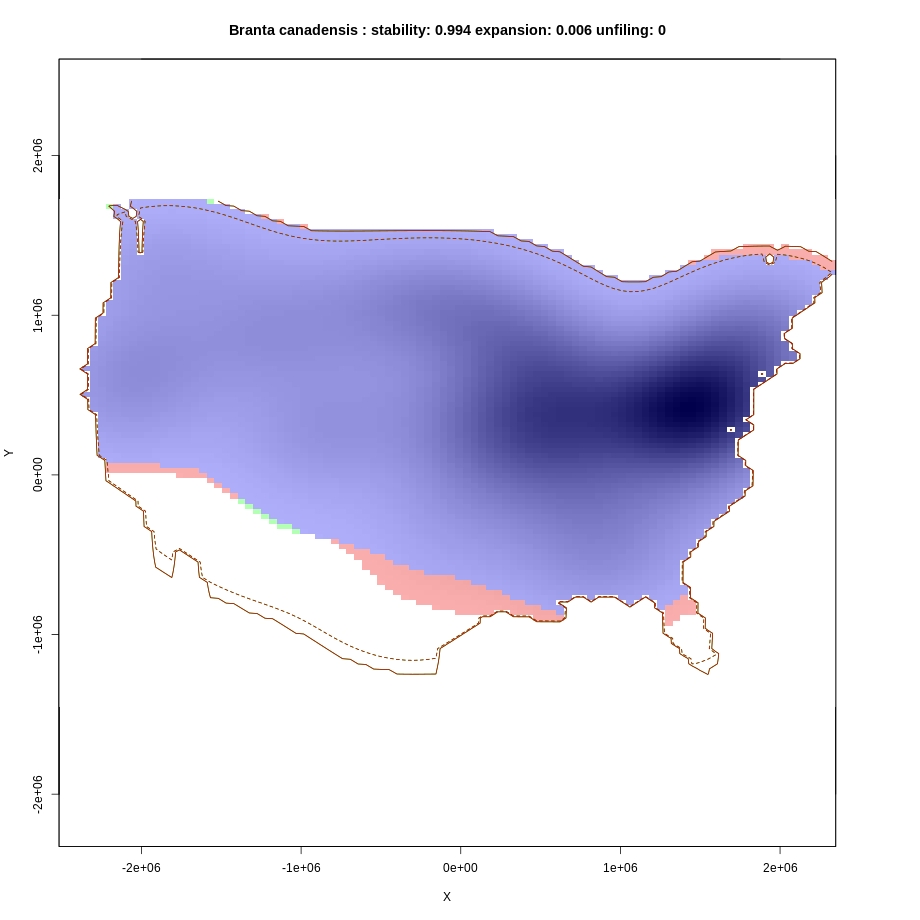 Branta canadensis : stability: 0.994 expansion: 0.006 unfiling: 0
2e+06
1e+06
Y
0e+00
-1e+06
-2e+06
-2e+06 -1e+06 0e+00 1e+06 2e+06
X